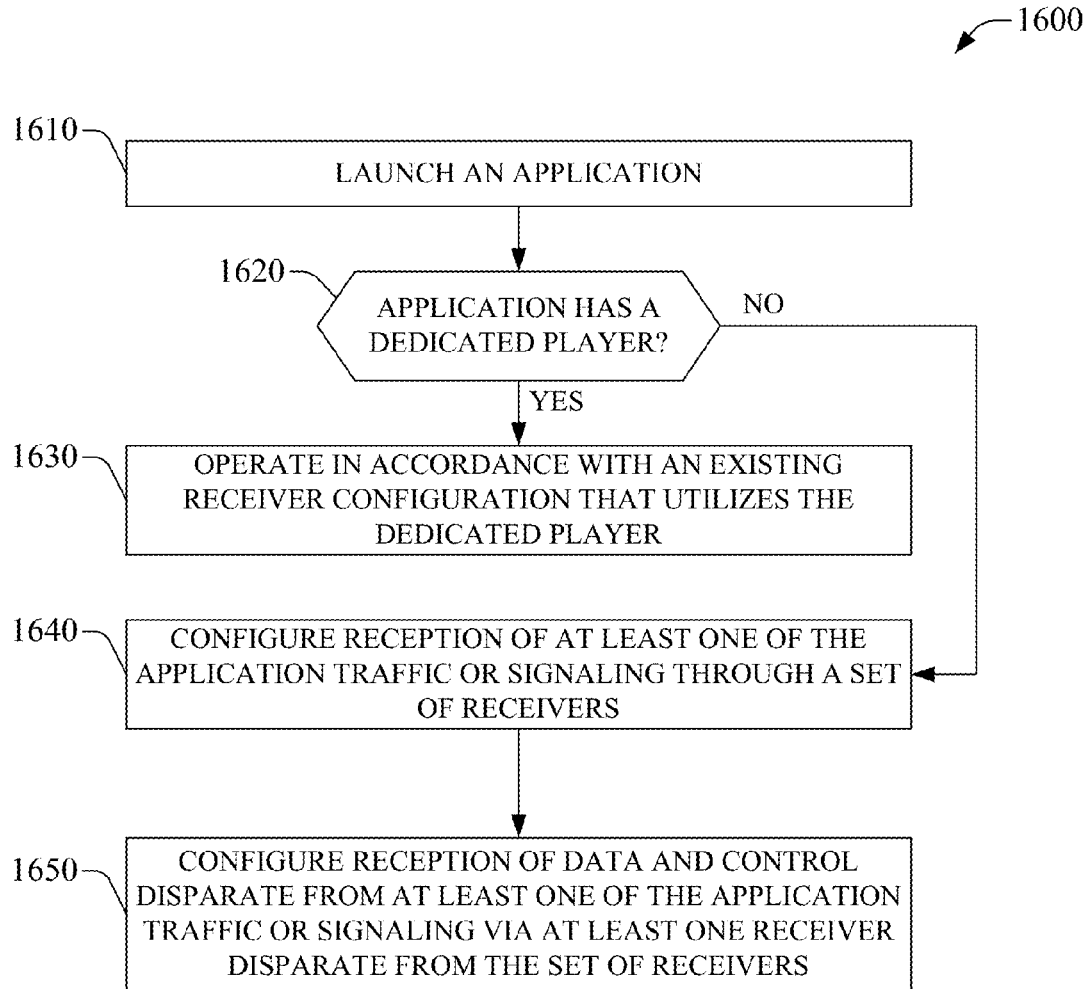 1600
1610
LAUNCH AN APPLICATION
1620
APPLICATION HAS A
DEDICATED PLAYER?
NO
YES
1630
OPERATE IN ACCORDANCE WITH AN EXISTING
RECEIVER CONFIGURATION THAT UTILIZES THE
DEDICATED PLAYER
1640
CONFIGURE RECEPTION OF AT LEAST ONE OF THE
APPLICATION TRAFFIC OR SIGNALING THROUGH A SET
OF RECEIVERS
1650
CONFIGURE RECEPTION OF DATA AND CONTROL
DISPARATE FROM AT LEAST ONE OF THE APPLICATION
TRAFFIC OR SIGNALING VIA AT LEAST ONE RECEIVER
DISPARATE FROM THE SET OF RECEIVERS